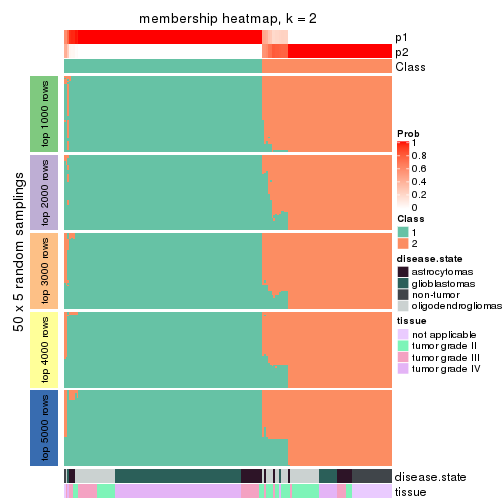 membership heatmap, k = 2
p1
p2
Class
top 1000 rows
top 2000 rows
top 3000 rows
top 4000 rows
top 5000 rows
50 x 5 random samplings
disease.state
tissue
Prob
1
0.8
0.6
0.4
0.2
0
Class
1
2
disease.state
astrocytomas
glioblastomas
non-tumor
oligodendrogliomas
tissue
not applicable
tumor grade II
tumor grade III
tumor grade IV